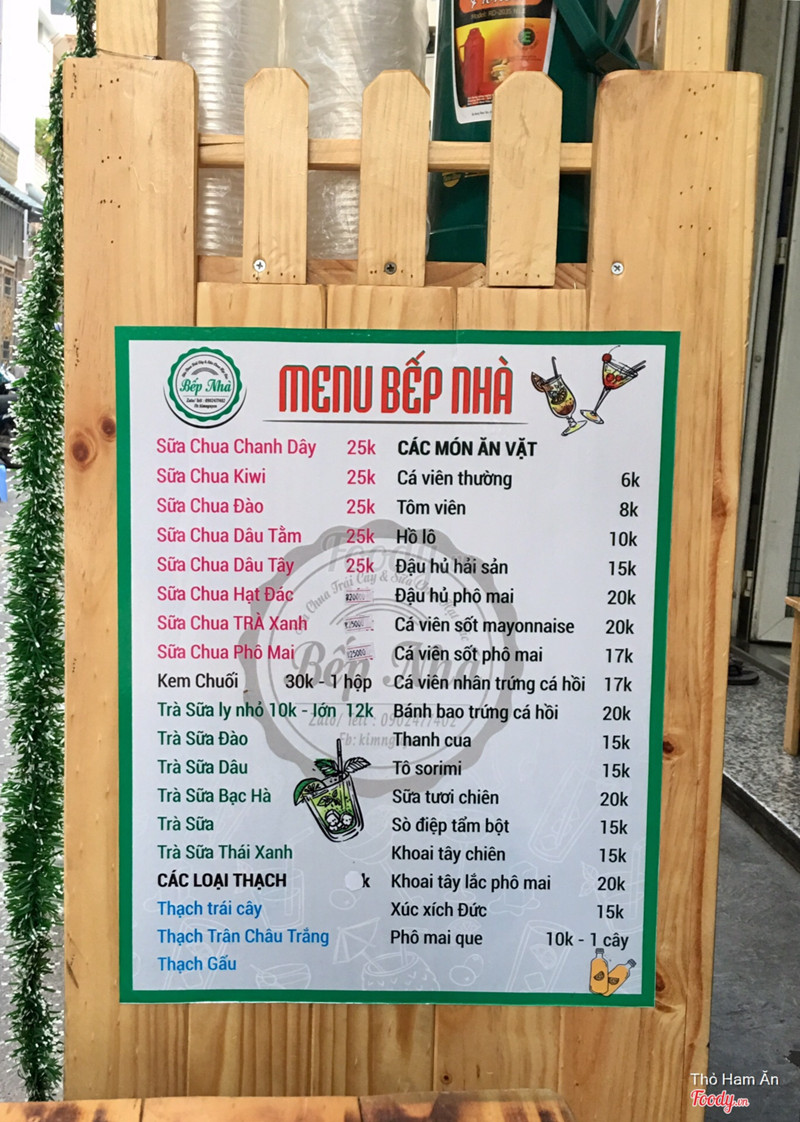 Bếp Nhà
MENU BẾP NHÀ
Sữa Chua Chanh Dây 25k
Sữa Chua Kiwi 25k
Sữa Chua Đào 25k
Sữa Chua Dâu Tằm 25k
Sữa Chua Dâu Tây 25k
Sữa Chua Hạt Đác
Sữa Chua TRÀ Xanh
Sữa Chua Phô Mai
Kem Chuối 30k - 1 hộp
Trà Sữa ly nhỏ 10k - lớn 12k
Trà Sữa Đào
Trà Sữa Dâu
Trà Sữa Bạc Hà
Trà Sữa
Trà Sữa Thái Xanh
CÁC LOẠI THẠCH k
Thạch trái cây
Thạch Trân Châu Trắng
Thạch Gấu
CÁC MÓN ĂN VẶT
Cá viên thường 6k
Tôm viên 8k
Hồ lô 10k
Đậu hủ hải sản 15k
Đậu hủ phô mai 20k
Cá viên sốt mayonnaise 20k
Cá viên sốt phô mai 17k
Cá viên nhân trứng cá hồi 17k
Bánh bao trứng cá hồi 20k
Thanh cua 15k
Tô sorimi 15k
Sữa tươi chiên 20k
Sò điệp tẩm bột 15k
Khoai tây chiên 15k
Khoai tây lắc phô mai 20k
Xúc xích Đức 15k
Phô mai que 10k - 1 cây
Bếp Nhà
Thỏ Ham Ăn
Foody.vn